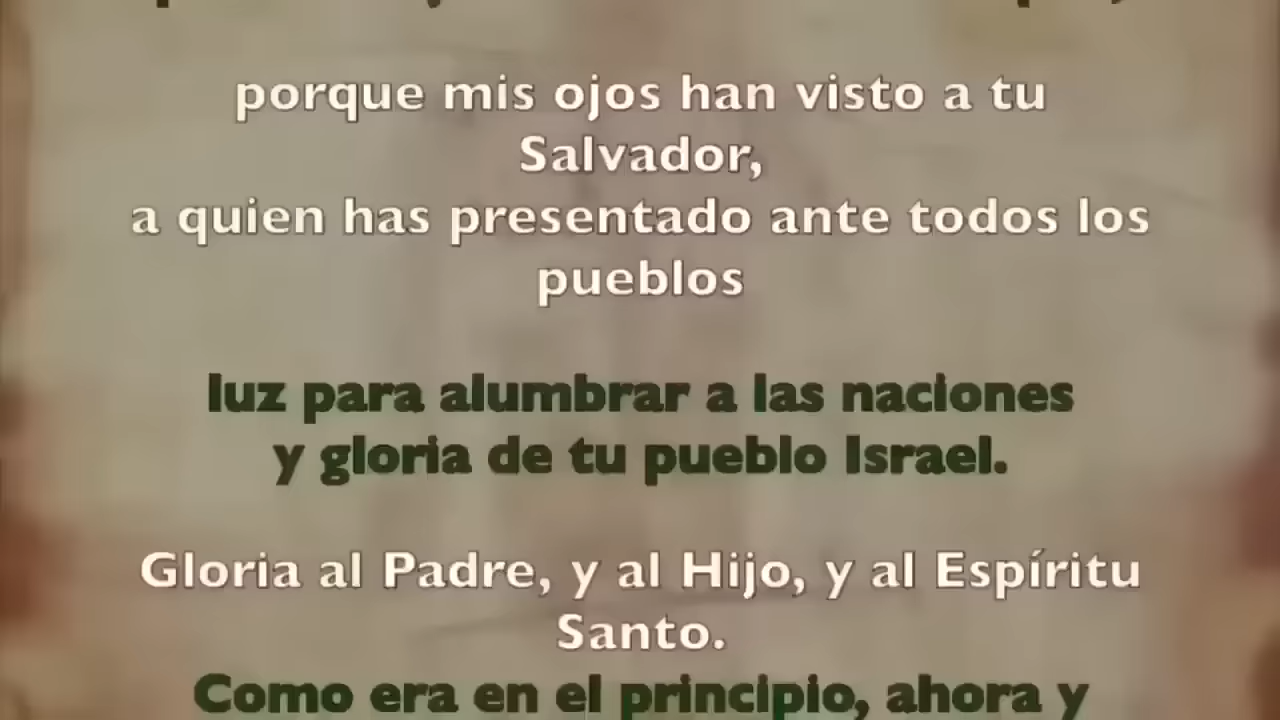 porque mis ojos han visto a tu
Salvador,
a quien has presentado ante todos los
pueblos
luz para alumbrar a las naciones
y gloria de tu pueblo Israel.
Gloria al Padre, y al Hijo, y al Espíritu
Santo.
Como era en el principio, ahora y